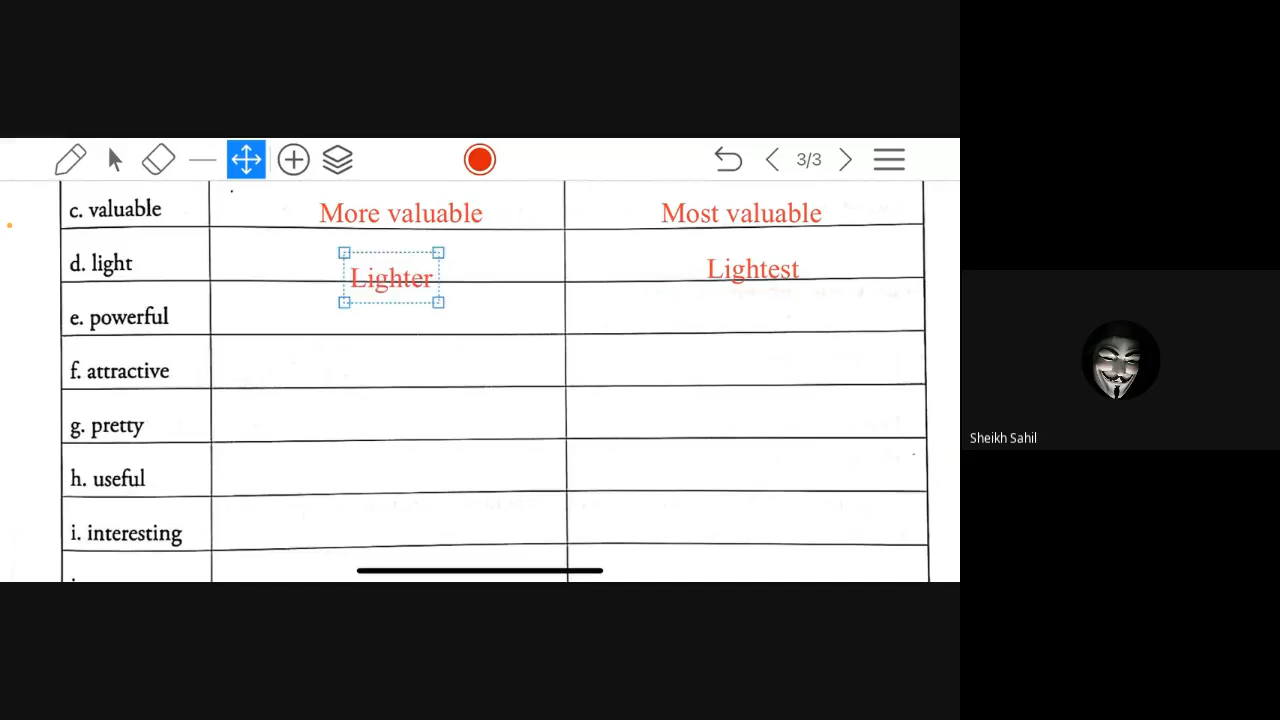 3/3
c. valuable More valuable Most valuable
d. light Lighter Lightest
e. powerful
f. attractive
g. pretty
h. useful
i. interesting
Sheikh Sahil